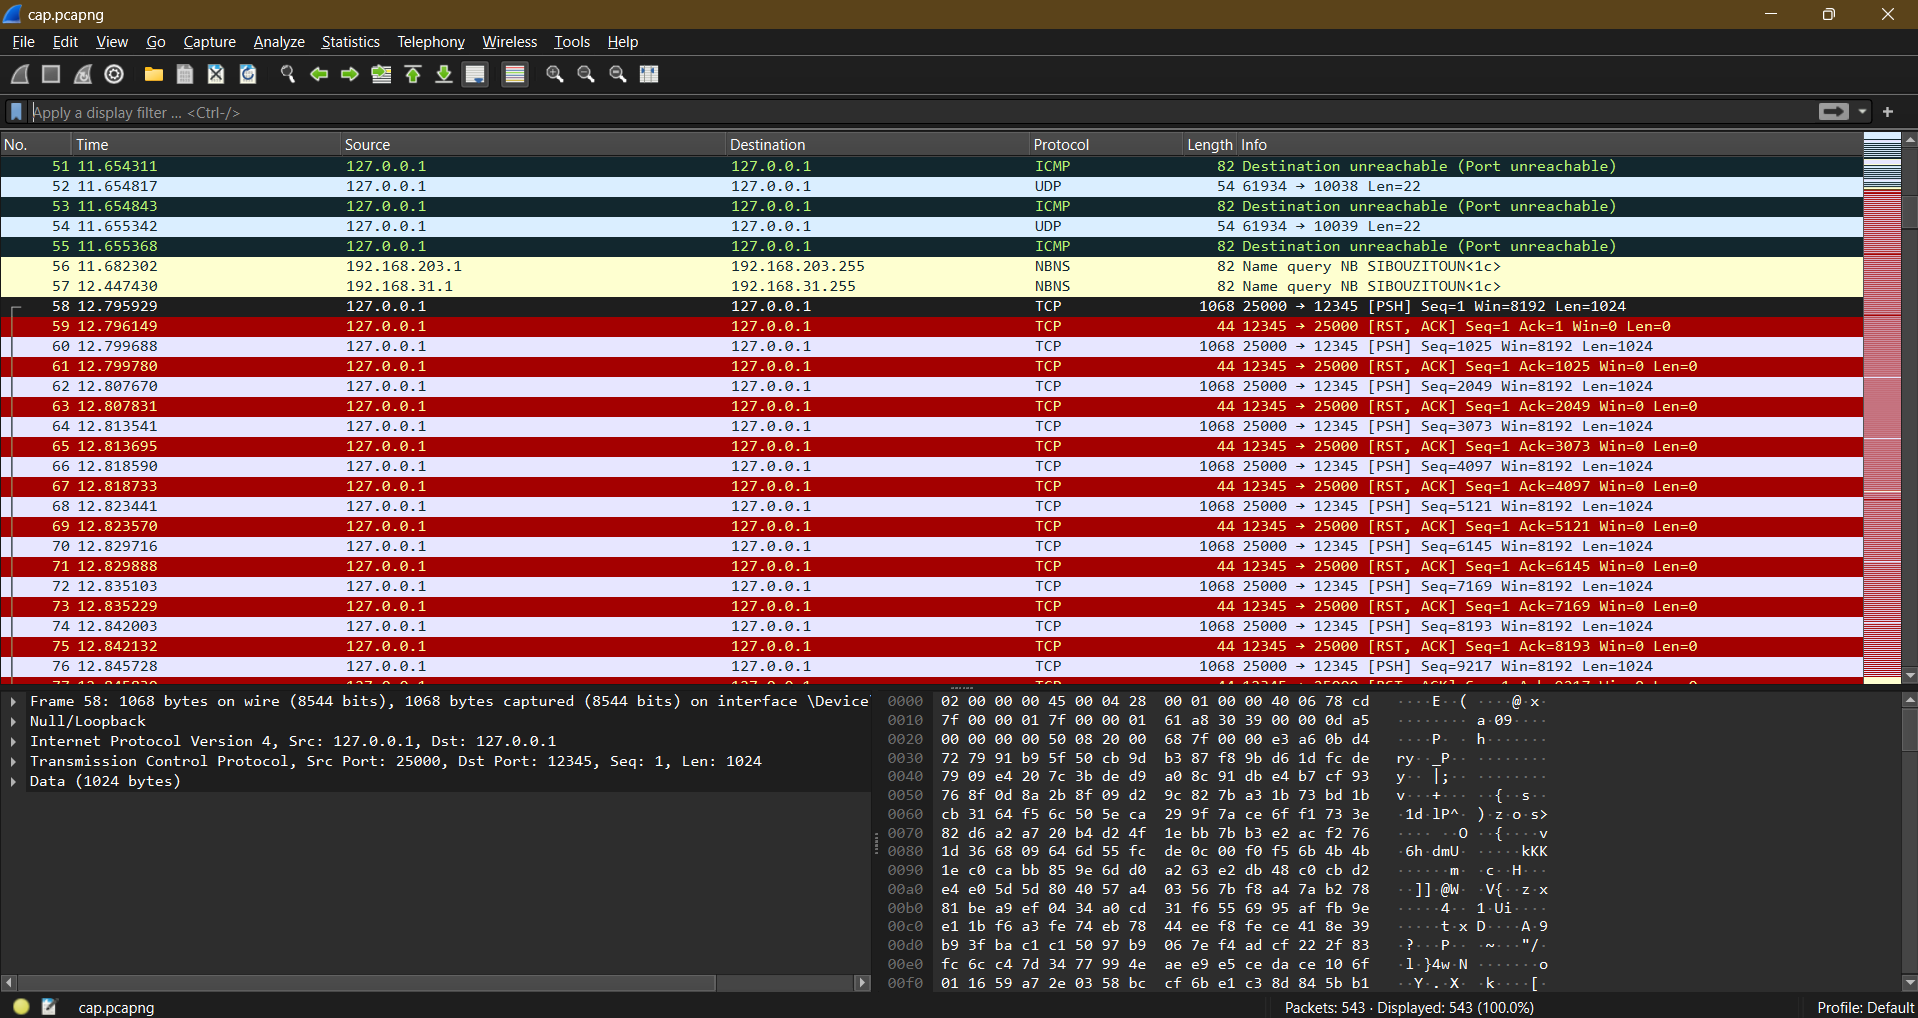 cap.pcapng
File Edit View Go Capture Analyze Statistics Telephony Wireless Tools Help
Apply a display filter ... <Ctrl-/>
No. Time Source Destination Protocol Length Info
51 11.654311 127.0.0.1 127.0.0.1 ICMP 82 Destination unreachable (Port unreachable)
52 11.654817 127.0.0.1 127.0.0.1 UDP 54 61934 → 10038 Len=22
53 11.654843 127.0.0.1 127.0.0.1 ICMP 82 Destination unreachable (Port unreachable)
54 11.655342 127.0.0.1 127.0.0.1 UDP 54 61934 → 10039 Len=22
55 11.655368 127.0.0.1 127.0.0.1 ICMP 82 Destination unreachable (Port unreachable)
56 11.682302 192.168.203.1 192.168.203.255 NBNS 82 Name query NB SIBOUZITOUN<1c>
57 12.447430 192.168.31.1 192.168.31.255 NBNS 82 Name query NB SIBOUZITOUN<1c>
58 12.795929 127.0.0.1 127.0.0.1 TCP 1068 25000 → 12345 [PSH] Seq=1 Win=8192 Len=1024
59 12.796149 127.0.0.1 127.0.0.1 TCP 44 12345 → 25000 [RST, ACK] Seq=1 Ack=1 Win=0 Len=0
60 12.799688 127.0.0.1 127.0.0.1 TCP 1068 25000 → 12345 [PSH] Seq=1025 Win=8192 Len=1024
61 12.799780 127.0.0.1 127.0.0.1 TCP 44 12345 → 25000 [RST, ACK] Seq=1 Ack=1025 Win=0 Len=0
62 12.807670 127.0.0.1 127.0.0.1 TCP 1068 25000 → 12345 [PSH] Seq=2049 Win=8192 Len=1024
63 12.807831 127.0.0.1 127.0.0.1 TCP 44 12345 → 25000 [RST, ACK] Seq=1 Ack=2049 Win=0 Len=0
64 12.813541 127.0.0.1 127.0.0.1 TCP 1068 25000 → 12345 [PSH] Seq=3073 Win=8192 Len=1024
65 12.813695 127.0.0.1 127.0.0.1 TCP 44 12345 → 25000 [RST, ACK] Seq=1 Ack=3073 Win=0 Len=0
66 12.818590 127.0.0.1 127.0.0.1 TCP 1068 25000 → 12345 [PSH] Seq=4097 Win=8192 Len=1024
67 12.818733 127.0.0.1 127.0.0.1 TCP 44 12345 → 25000 [RST, ACK] Seq=1 Ack=4097 Win=0 Len=0
68 12.823441 127.0.0.1 127.0.0.1 TCP 1068 25000 → 12345 [PSH] Seq=5121 Win=8192 Len=1024
69 12.823570 127.0.0.1 127.0.0.1 TCP 44 12345 → 25000 [RST, ACK] Seq=1 Ack=5121 Win=0 Len=0
70 12.829716 127.0.0.1 127.0.0.1 TCP 1068 25000 → 12345 [PSH] Seq=6145 Win=8192 Len=1024
71 12.829888 127.0.0.1 127.0.0.1 TCP 44 12345 → 25000 [RST, ACK] Seq=1 Ack=6145 Win=0 Len=0
72 12.835103 127.0.0.1 127.0.0.1 TCP 1068 25000 → 12345 [PSH] Seq=7169 Win=8192 Len=1024
73 12.835229 127.0.0.1 127.0.0.1 TCP 44 12345 → 25000 [RST, ACK] Seq=1 Ack=7169 Win=0 Len=0
74 12.842003 127.0.0.1 127.0.0.1 TCP 1068 25000 → 12345 [PSH] Seq=8193 Win=8192 Len=1024
75 12.842132 127.0.0.1 127.0.0.1 TCP 44 12345 → 25000 [RST, ACK] Seq=1 Ack=8193 Win=0 Len=0
76 12.845728 127.0.0.1 127.0.0.1 TCP 1068 25000 → 12345 [PSH] Seq=9217 Win=8192 Len=1024
Frame 58: 1068 bytes on wire (8544 bits), 1068 bytes captured (8544 bits) on interface \Device
Null/Loopback
Internet Protocol Version 4, Src: 127.0.0.1, Dst: 127.0.0.1
Transmission Control Protocol, Src Port: 25000, Dst Port: 12345, Seq: 1, Len: 1024
Data (1024 bytes)
0000 02 00 00 00 45 00 04 28 00 01 00 00 40 06 78 cd ····E··( ····@·x·
0010 7f 00 00 01 7f 00 00 01 61 a8 30 39 00 00 0d a5 ········ a·09····
0020 00 00 00 00 50 08 20 00 68 7f 00 00 e3 a6 0b d4 ····P· · h·······
0030 72 79 91 b9 5f 50 cb 9d b3 87 f8 9b d6 1d fc de ry··_P·· ········
0040 79 09 e4 20 7c 3b de d9 a0 8c 91 db e4 b7 cf 93 y·· |;·· ········
0050 76 8f 0d 8a 2b 8f 09 d2 9c 82 7b a3 1b 73 bd 1b v···+··· ··{··s··
0060 cb 31 64 f5 6c 50 5e ca 29 9f 7a ce 6f f1 73 3e ·1d·lP^· )·z·o·s>
0070 82 d6 a2 a7 20 b4 d2 4f 1e bb 7b b3 e2 ac f2 76 ···· ··O ··{····v
0080 1d 36 68 09 64 6d 55 fc de 0c 00 f0 f5 6b 4b 4b ·6h·dmU· ·····kKK
0090 1e c0 ca bb 85 9e 6d d0 a2 63 e2 db 48 c0 cb d2 ······m· ·c··H···
00a0 e4 e0 5d 5d 80 40 57 a4 03 56 7b f8 a4 7a b2 78 ··]]·@W· ·V{··z·x
00b0 81 be a9 ef 04 34 a0 cd 31 f6 55 69 95 af fb 9e ·····4·· 1·Ui····
00c0 e1 1b f6 a3 fe 74 eb 78 44 ee f8 fe ce 41 8e 39 ·····t·x D····A·9
00d0 b9 3f ba c1 c1 50 97 b9 06 7e f4 ad cf 22 2f 83 ·?···P·· ·~···"/·
00e0 fc 6c c4 7d 34 77 99 4e ae e9 e5 ce da ce 10 6f ·l·}4w·N ·······o
00f0 01 16 59 a7 2e 03 58 bc cf 6b e1 c3 8d 84 5b b1 ··Y·.·X· ·k····[·
cap.pcapng Packets: 543 · Displayed: 543 (100.0%) Profile: Default